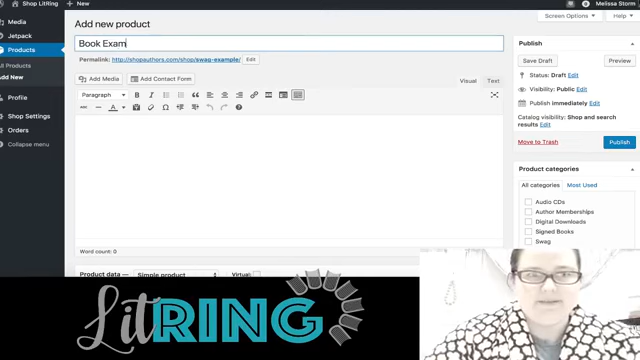 Shop LitRing
+ New
Melissa Storm
Screen Options
Help
Media
Jetpack
Products
All Products
Add New
Profile
Shop Settings
Orders
Collapse menu
Add new product
Book Exam
Permalink: http://shopauthors.com/shop/swag-example/ Edit
Add Media
Add Contact Form
Visual
Text
Paragraph
B I
ABC
Word count: 0
Product data — Simple product
Virtual:
Publish
Save Draft
Preview
Status: Draft Edit
Visibility: Public Edit
Publish immediately Edit
Catalog visibility: Shop and search
results Edit
Move to Trash
Publish
Product categories
All categories
Most Used
Audio CDs
Author Memberships
Digital Downloads
Signed Books
Swag
LitRING